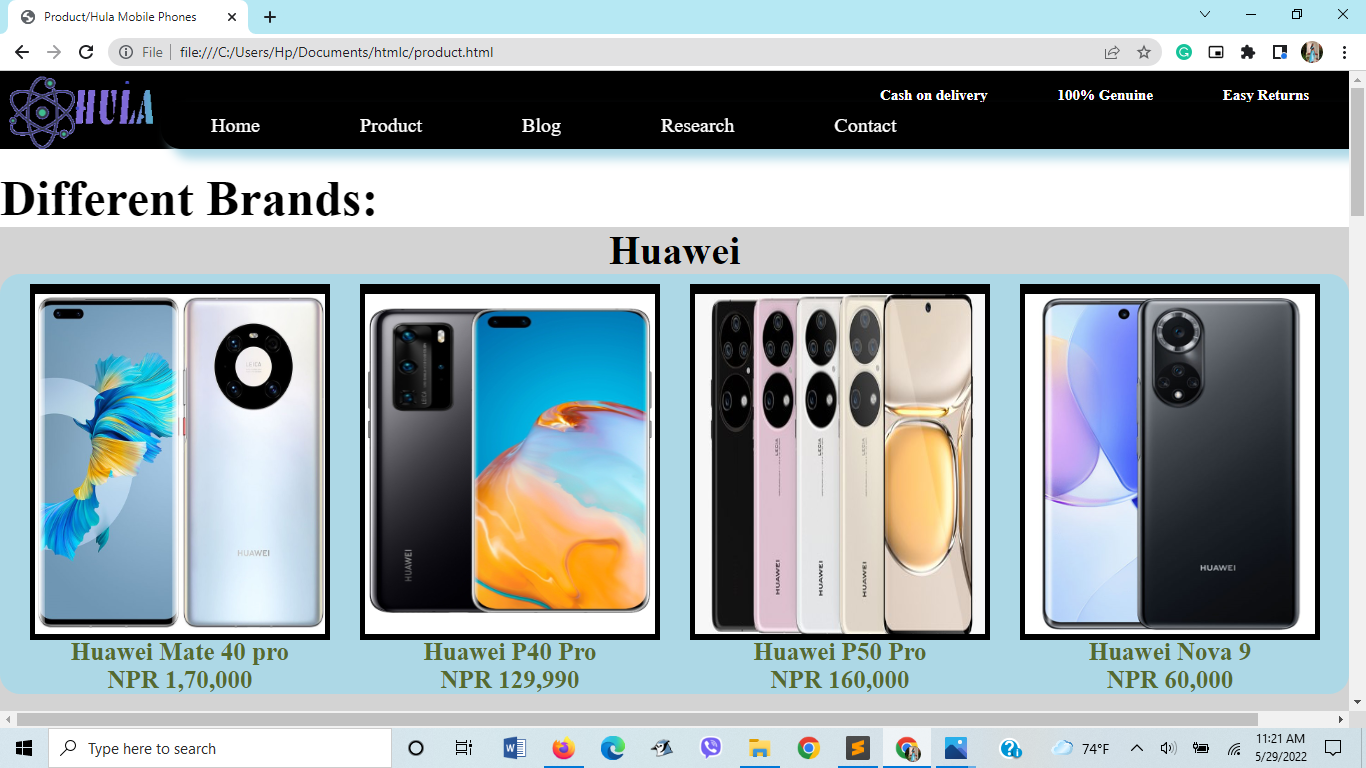 Product/Hula Mobile Phones
File
file:///C:/Users/Hp/Documents/htmlc/product.html
HULA
Cash on delivery 100% Genuine Easy Returns
Home Product Blog Research Contact
Different Brands:
Huawei
HUAWEI
HUAWEI
HUAWEI
HUAWEI
HUAWEI
HUAWEI
Huawei Mate 40 pro
NPR 1,70,000
Huawei P40 Pro
NPR 129,990
Huawei P50 Pro
NPR 160,000
Huawei Nova 9
NPR 60,000
Type here to search
74°F
11:21 AM
5/29/2022